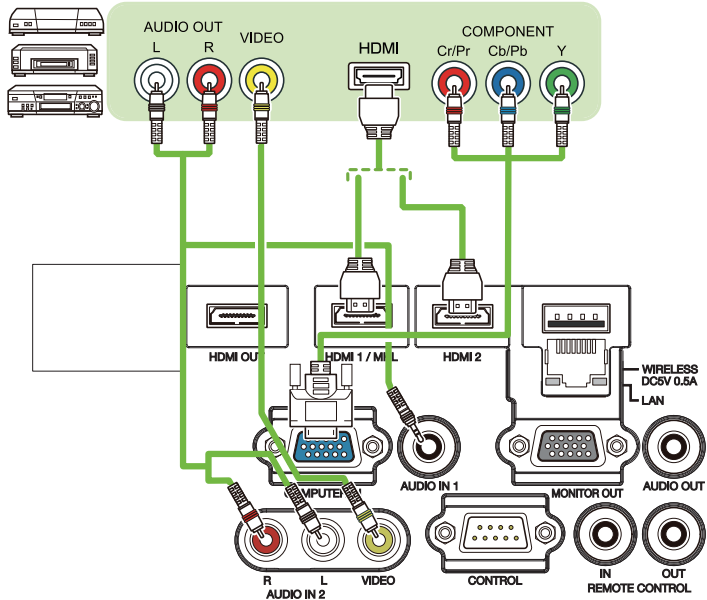 AUDIO OUT
L R
VIDEO
HDMI
COMPONENT
Cr/Pr Cb/Pb Y
HDMI OUT
HDMI 1 / MHL
HDMI 2
WIRELESS
DC5V 0.5A
LAN
AUDIO IN 1
MONITOR OUT
AUDIO OUT
R L VIDEO
AUDIO IN 2
CONTROL
IN OUT
REMOTE CONTROL